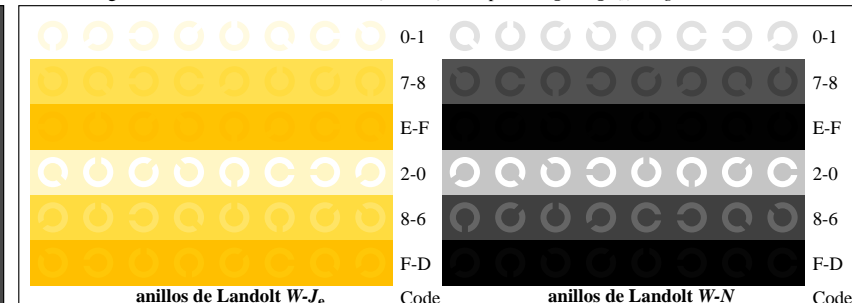 0-1 0-1
7-8 7-8
E-F E-F
2-0 2-0
8-6 8-6
F-D F-D
anillos de Landolt W-Je Code anillos de Landolt W-N Code